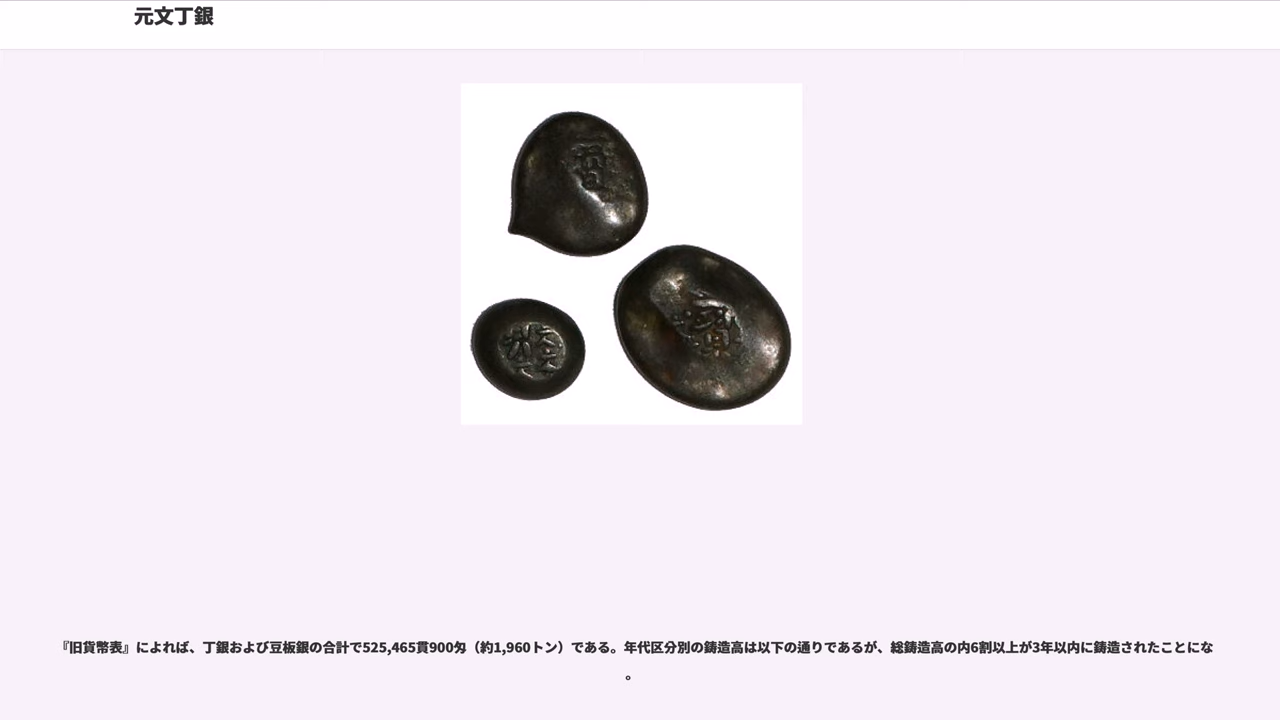 元文丁銀
『旧貨幣表』によれば、丁銀および豆板銀の合計で525,465貫900匁（約1,960トン）である。年代区分別の鋳造高は以下の通りであるが、総鋳造高の内6割以上が3年以内に鋳造されたことにな
。